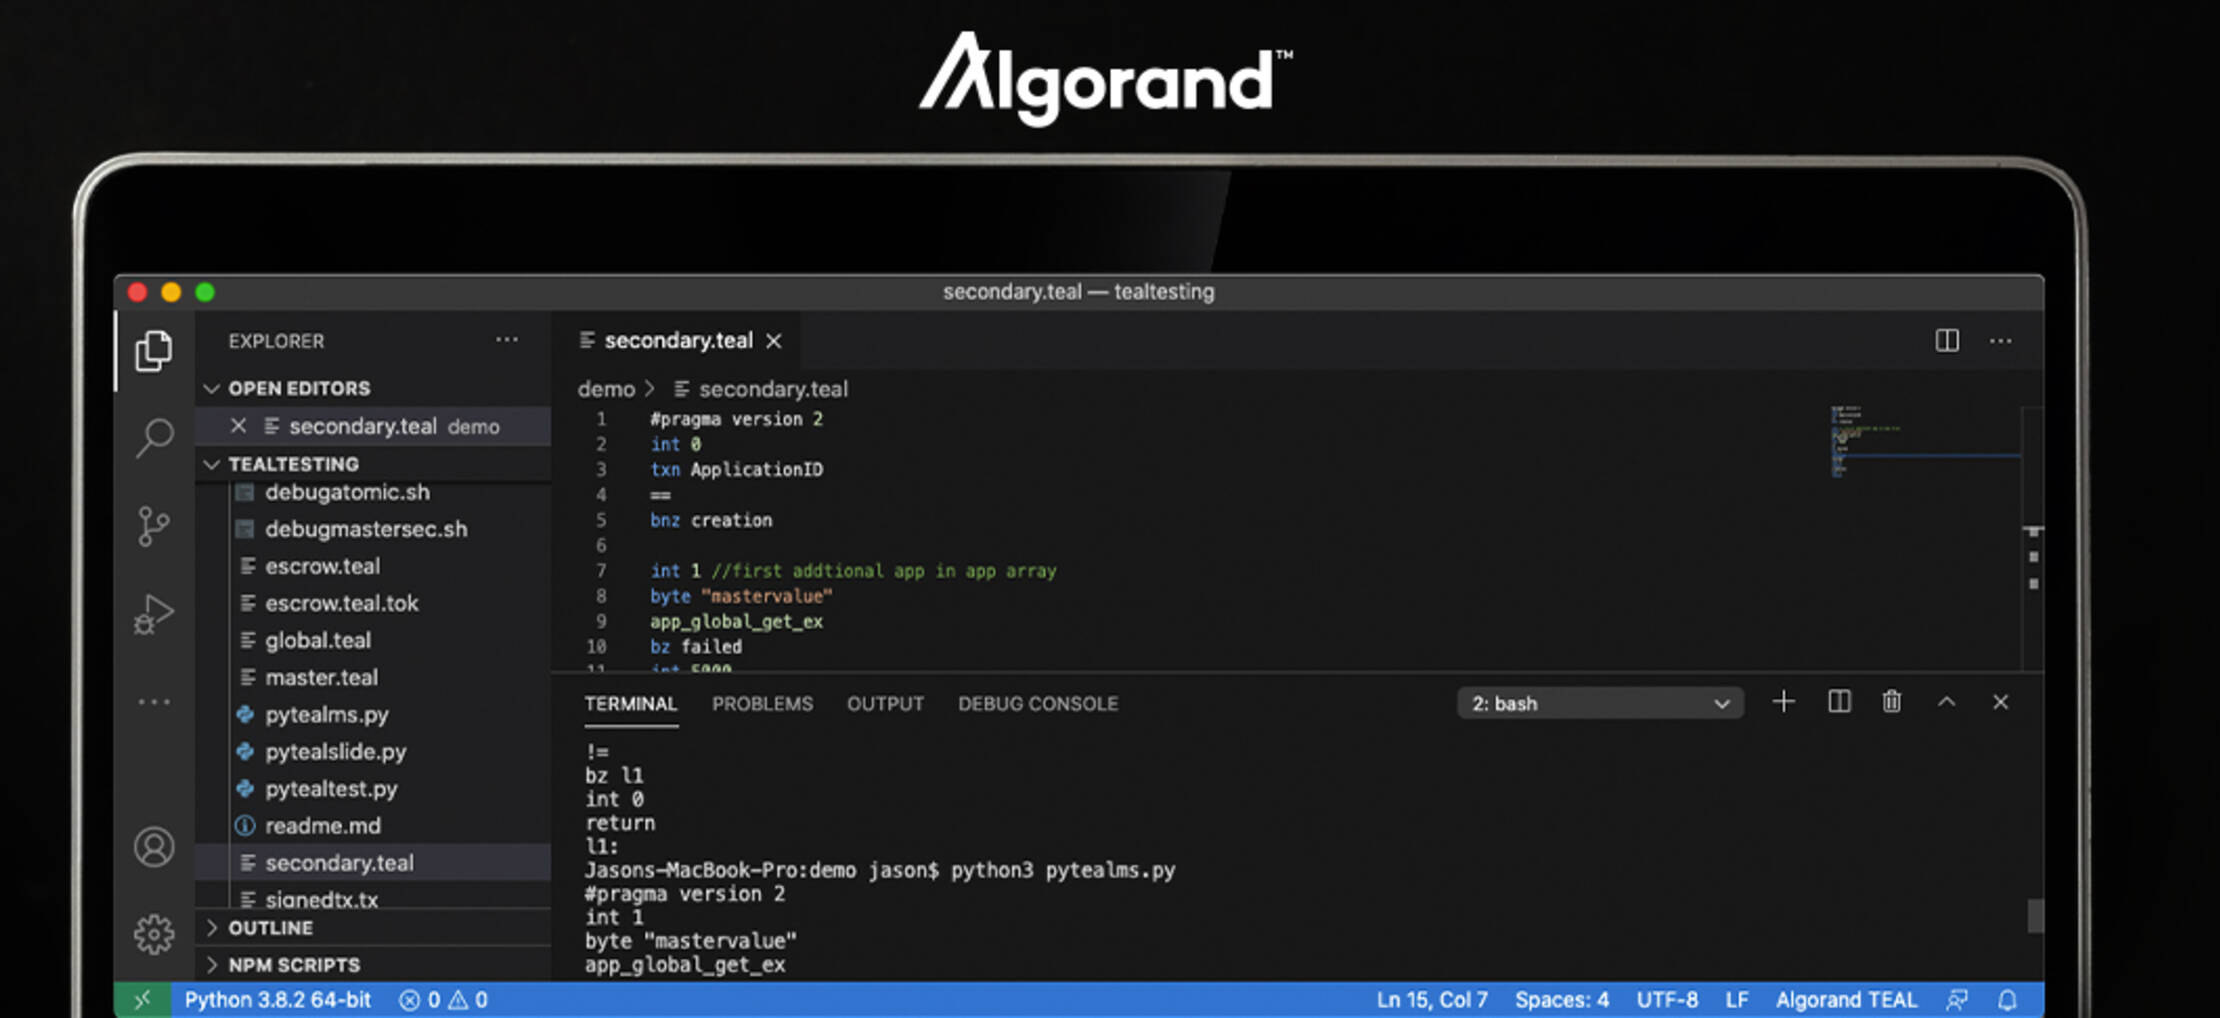 Algorand™
secondary.teal — tealtesting
EXPLORER
OPEN EDITORS
secondary.teal demo
TEALTESTING
debugatomic.sh
debugmastersec.sh
escrow.teal
escrow.teal.tok
global.teal
master.teal
pytealms.py
pytealslide.py
pytealtest.py
readme.md
secondary.teal
signedtx.tx
OUTLINE
NPM SCRIPTS
secondary.teal
demo > secondary.teal
1 #pragma version 2
2 int 0
3 txn ApplicationID
4 ==
5 bnz creation
6
7 int 1 //first addtional app in app array
8 byte "mastervalue"
9 app_global_get_ex
10 bz failed
11 int 5000
TERMINAL PROBLEMS OUTPUT DEBUG CONSOLE 2: bash
!=
bz l1
int 0
return
l1:
Jasons-MacBook-Pro:demo jason$ python3 pytealms.py
#pragma version 2
int 1
byte "mastervalue"
app_global_get_ex
Python 3.8.2 64-bit 0 0 Ln 15, Col 7 Spaces: 4 UTF-8 LF Algorand TEAL